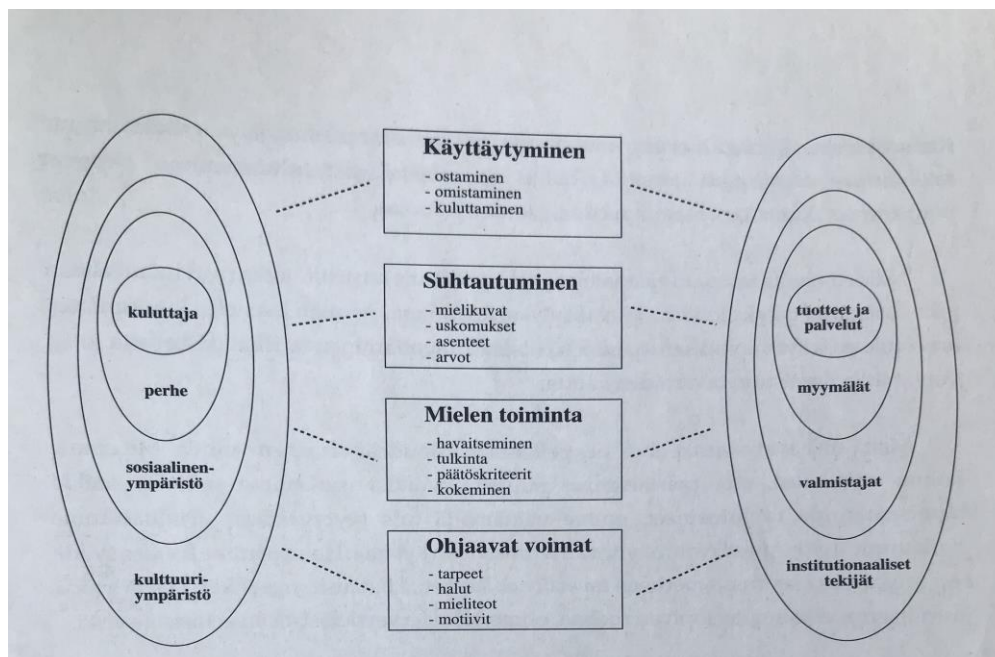 Käyttäytyminen
- ostaminen
- omistaminen
- kuluttaminen
Suhtautuminen
- mielikuvat
- uskomukset
- asenteet
- arvot
Mielen toiminta
- havaitseminen
- tulkinta
- päätöskriteerit
- kokeminen
Ohjaavat voimat
- tarpeet
- halut
- mieliteot
- motiivit
kuluttaja
perhe
sosiaalinen-
ympäristö
kulttuuri-
ympäristö
tuotteet ja
palvelut
myymälät
valmistajat
institutionaaliset
tekijät